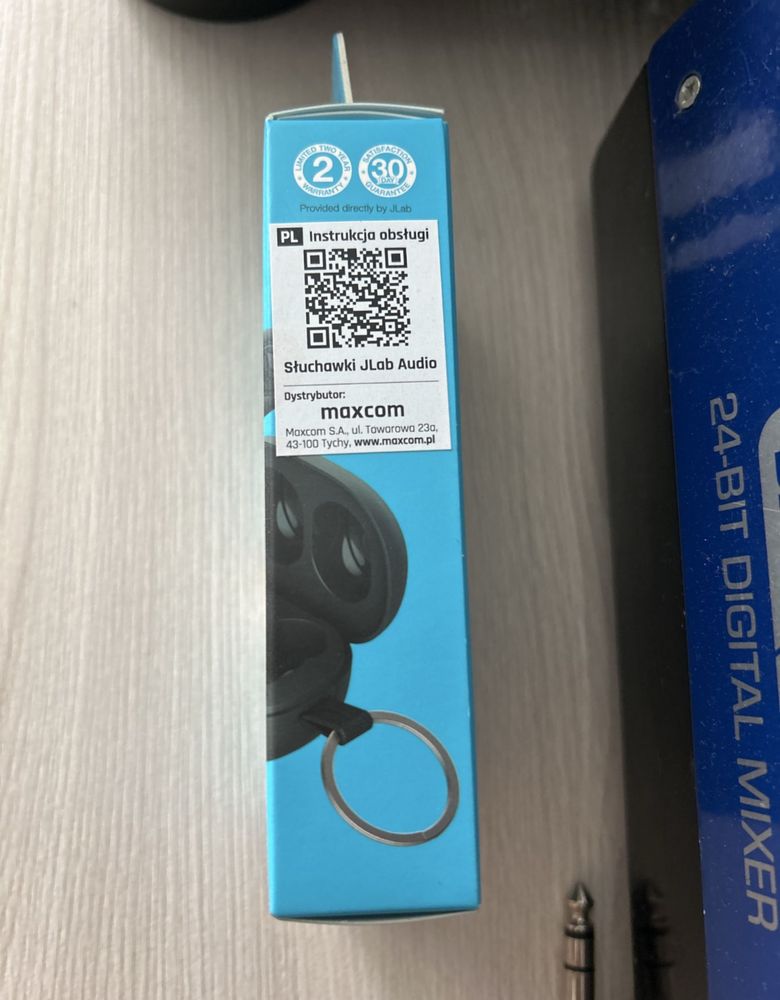 LIMITED TWO YEAR
2
WARRANTY
SATISFACTION
30
DAY
GUARANTEE
Provided directly by JLab
PL Instrukcja obsługi
Słuchawki JLab Audio
Dystrybutor:
maxcom
Maxcom S.A., ul. Towarowa 23a,
43-100 Tychy, www.maxcom.pl
24-BIT DIGITAL MIXER